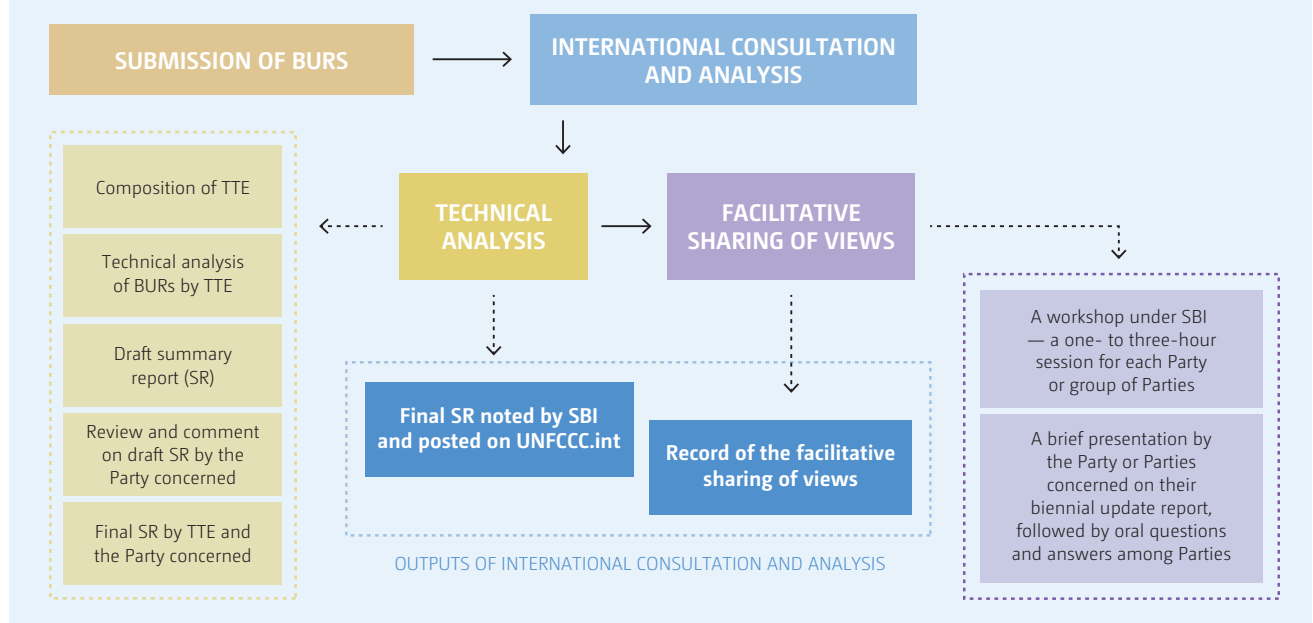 SUBMISSION OF BURS
INTERNATIONAL CONSULTATION
AND ANALYSIS
Composition of TTE
Technical analysis
of BURs by TTE
Draft summary
report (SR)
Review and comment
on draft SR by the
Party concerned
Final SR by TTE and
the Party concerned
TECHNICAL
ANALYSIS
FACILITATIVE
SHARING OF VIEWS
Final SR noted by SBI
and posted on UNFCCC.int
Record of the facilitative
sharing of views
OUTPUTS OF INTERNATIONAL CONSULTATION AND ANALYSIS
A workshop under SBI
— a one- to three-hour
session for each Party
or group of Parties
A brief presentation by
the Party or Parties
concerned on their
biennial update report,
followed by oral questions
and answers among Parties